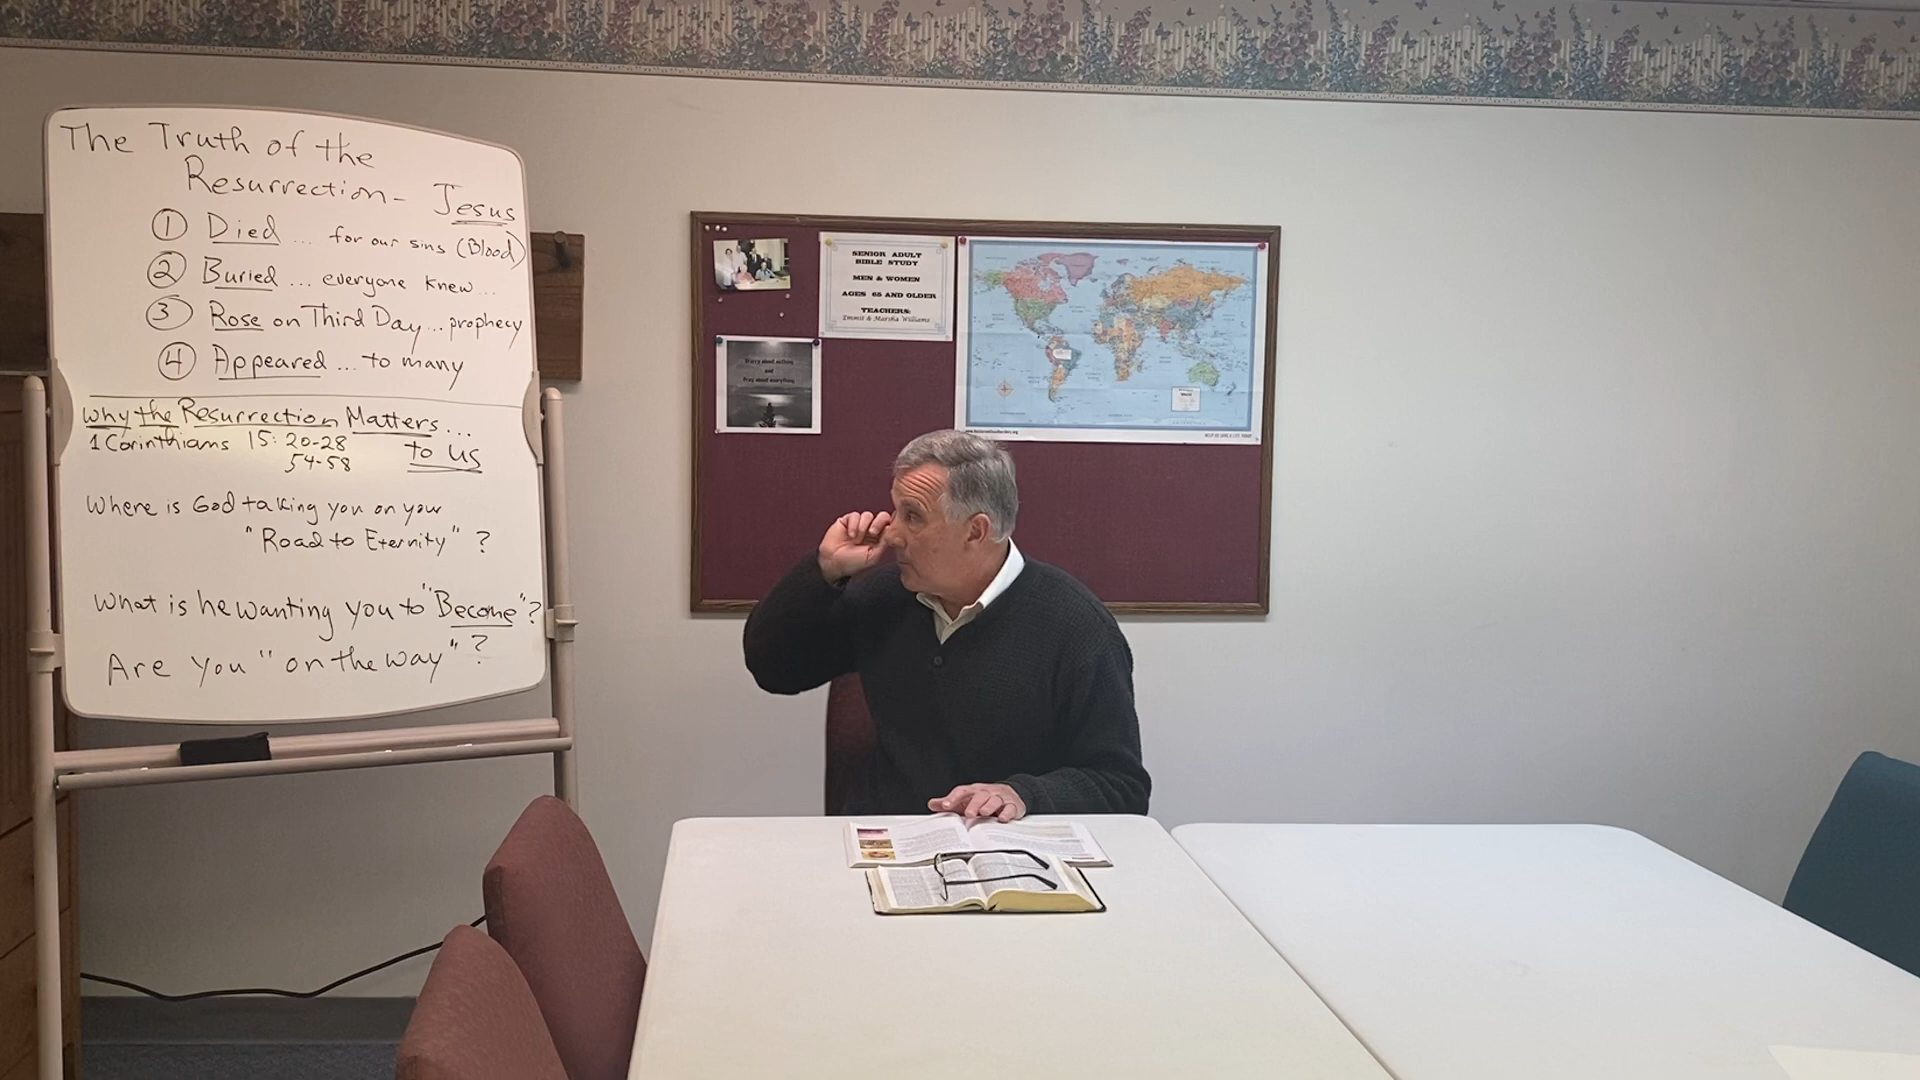 The Truth of the
Resurrection - Jesus
① Died ... for our sins (Blood)
② Buried ... everyone knew ...
③ Rose on Third Day ... prophecy
④ Appeared ... to many
Why the Resurrection Matters ...
1 Corinthians 15: 20-28
54-58
to us
Where is God taking you on your
"Road to Eternity" ?
What is he wanting you to "Become"?
Are you "on the way" ?
SENIOR ADULT
BIBLE STUDY
MEN & WOMEN
AGES 65 AND OLDER
TEACHERS:
Emmit & Marsha Williams
Worry about nothing
and
Pray about everything